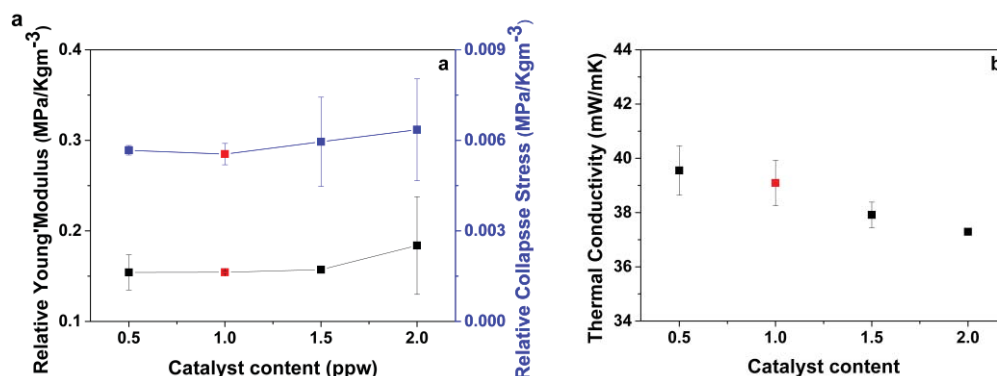 a
Relative Young'Modulus (MPa/Kgm⁻³)
0.4
0.3
0.2
0.1
a
0.009
0.006
0.003
0.000
Relative Collapsse Stress (MPa/Kgm⁻³)
0.5 1.0 1.5 2.0
Catalyst content (ppw)
Thermal Conductivity (mW/mK)
44
42
40
38
36
34
b
0.5 1.0 1.5 2.0
Catalyst content